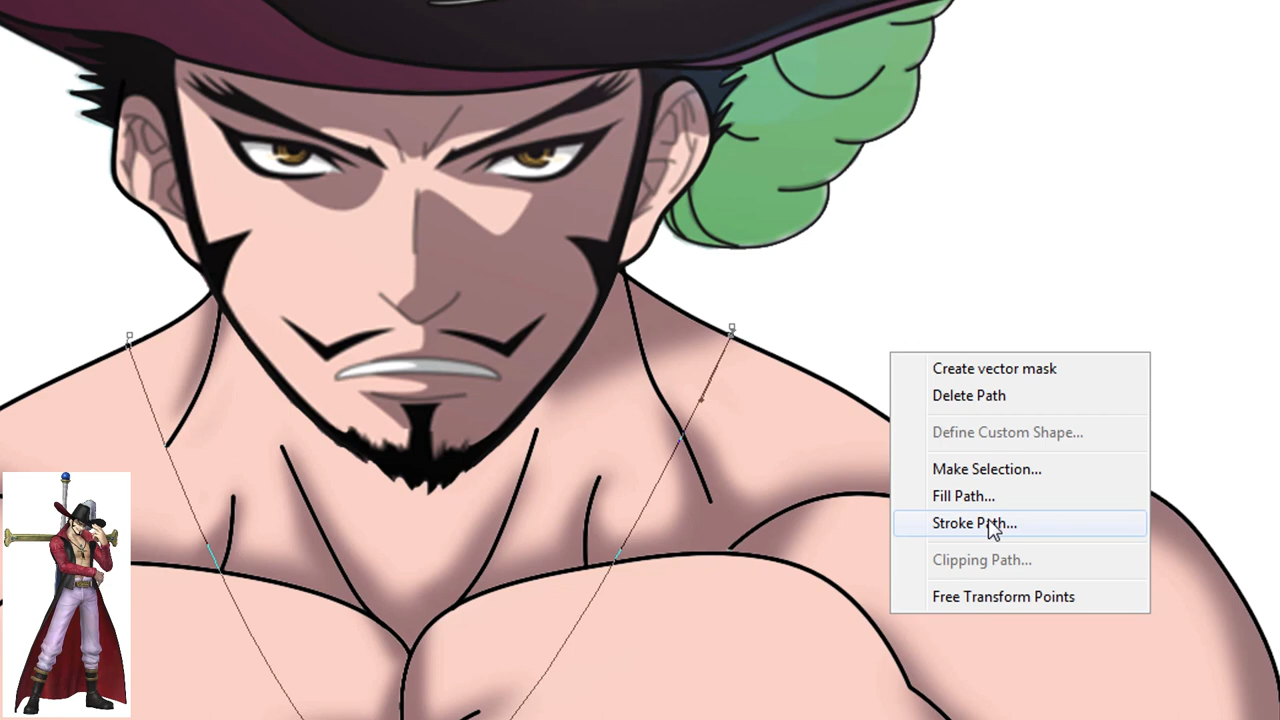 Create vector mask
Delete Path
Define Custom Shape...
Make Selection...
Fill Path...
Stroke Path...
Clipping Path...
Free Transform Points